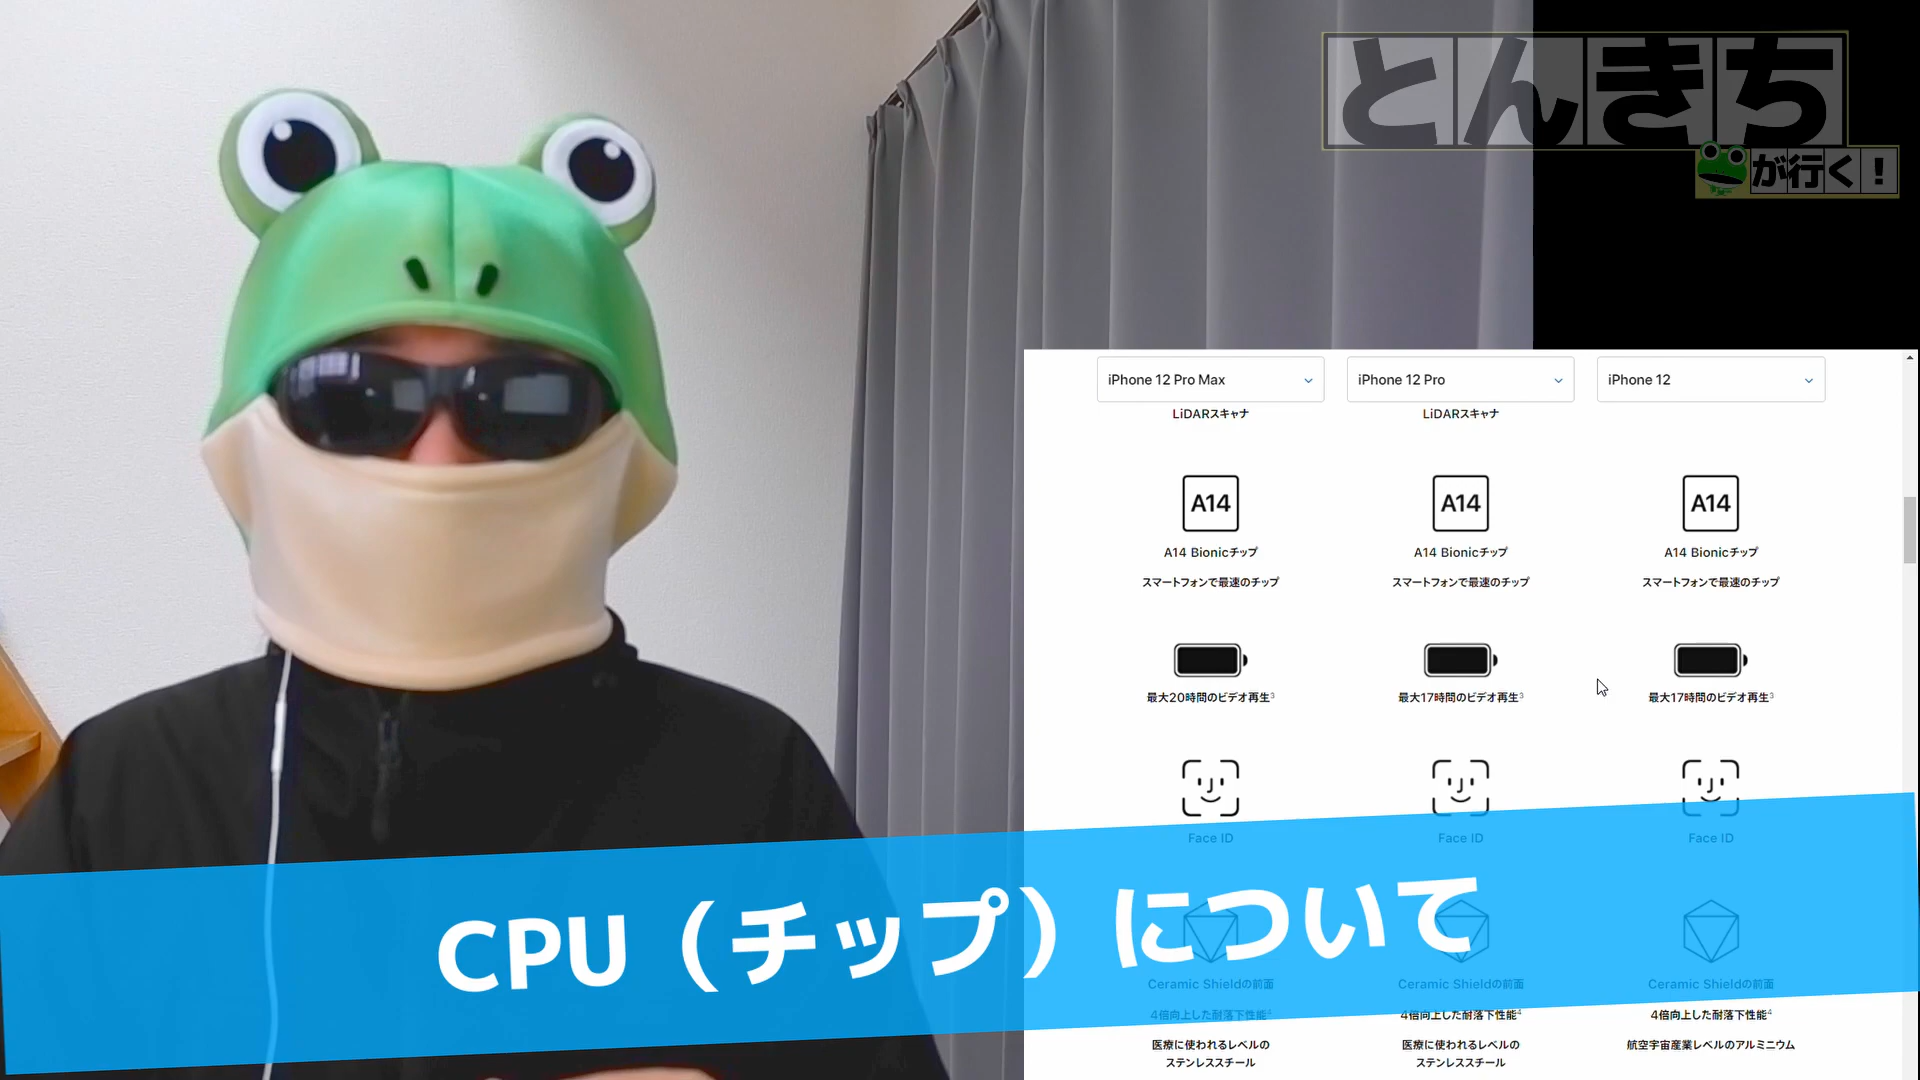 とんきち
が行く!
iPhone 12 Pro Max
iPhone 12 Pro
iPhone 12
LiDARスキャナ
LiDARスキャナ
A14
A14
A14
A14 Bionicチップ
A14 Bionicチップ
A14 Bionicチップ
スマートフォンで最速のチップ
スマートフォンで最速のチップ
スマートフォンで最速のチップ
最大20時間のビデオ再生3
最大17時間のビデオ再生3
最大17時間のビデオ再生3
Face ID
Face ID
Face ID
CPU（チップ）について
Ceramic Shieldの前面
Ceramic Shieldの前面
Ceramic Shieldの前面
4倍向上した耐落下性能4
4倍向上した耐落下性能4
4倍向上した耐落下性能4
医療に使われるレベルの
ステンレススチール
医療に使われるレベルの
ステンレススチール
航空宇宙産業レベルのアルミニウム